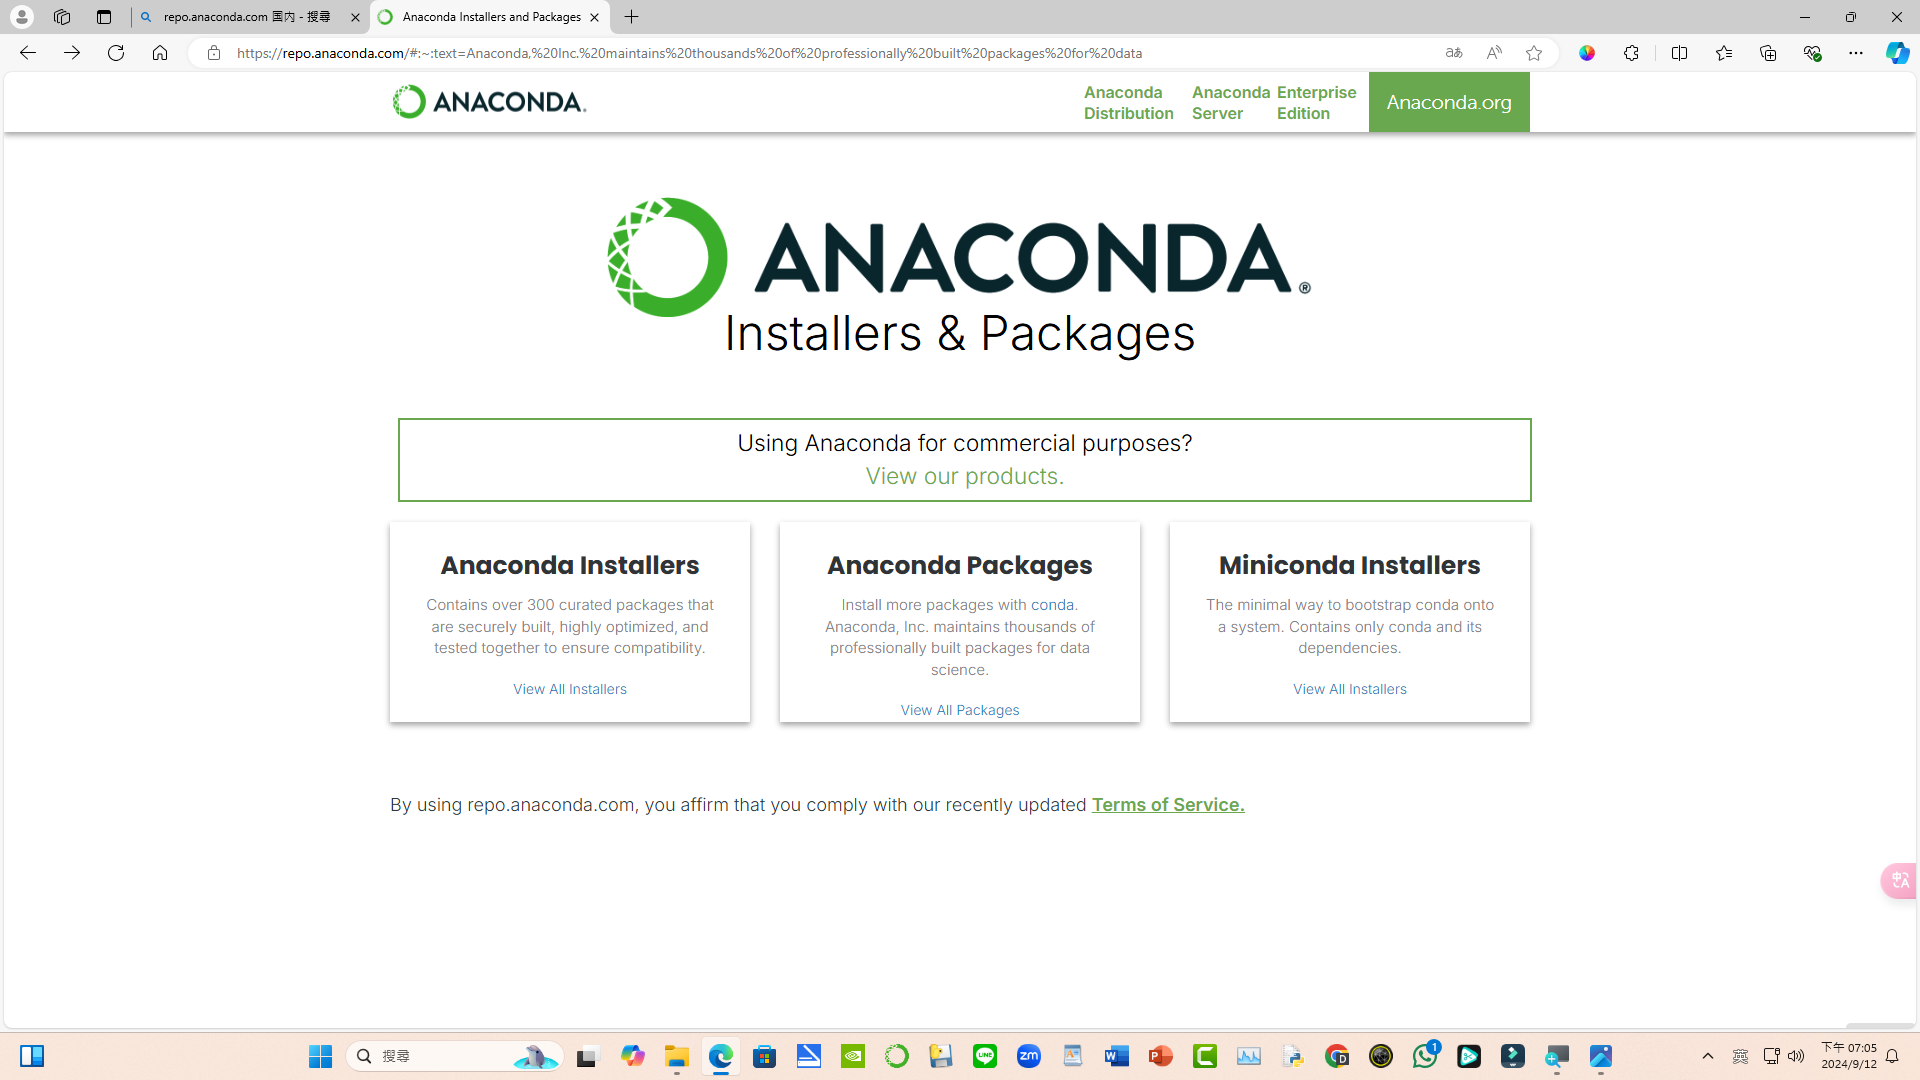 repo.anaconda.com 国内 - 搜尋
Anaconda Installers and Packages
https://repo.anaconda.com/#:~:text=Anaconda,%20Inc.%20maintains%20thousands%20of%20professionally%20built%20packages%20for%20data
ANACONDA.
Anaconda Distribution
Anaconda Server
Enterprise Edition
Anaconda.org
ANACONDA®
Installers & Packages
Using Anaconda for commercial purposes?
View our products.
Anaconda Installers
Contains over 300 curated packages that
are securely built, highly optimized, and
tested together to ensure compatibility.
View All Installers
Anaconda Packages
Install more packages with conda.
Anaconda, Inc. maintains thousands of
professionally built packages for data
science.
View All Packages
Miniconda Installers
The minimal way to bootstrap conda onto
a system. Contains only conda and its
dependencies.
View All Installers
By using repo.anaconda.com, you affirm that you comply with our recently updated Terms of Service.
搜尋
英
下午 07:05
2024/9/12